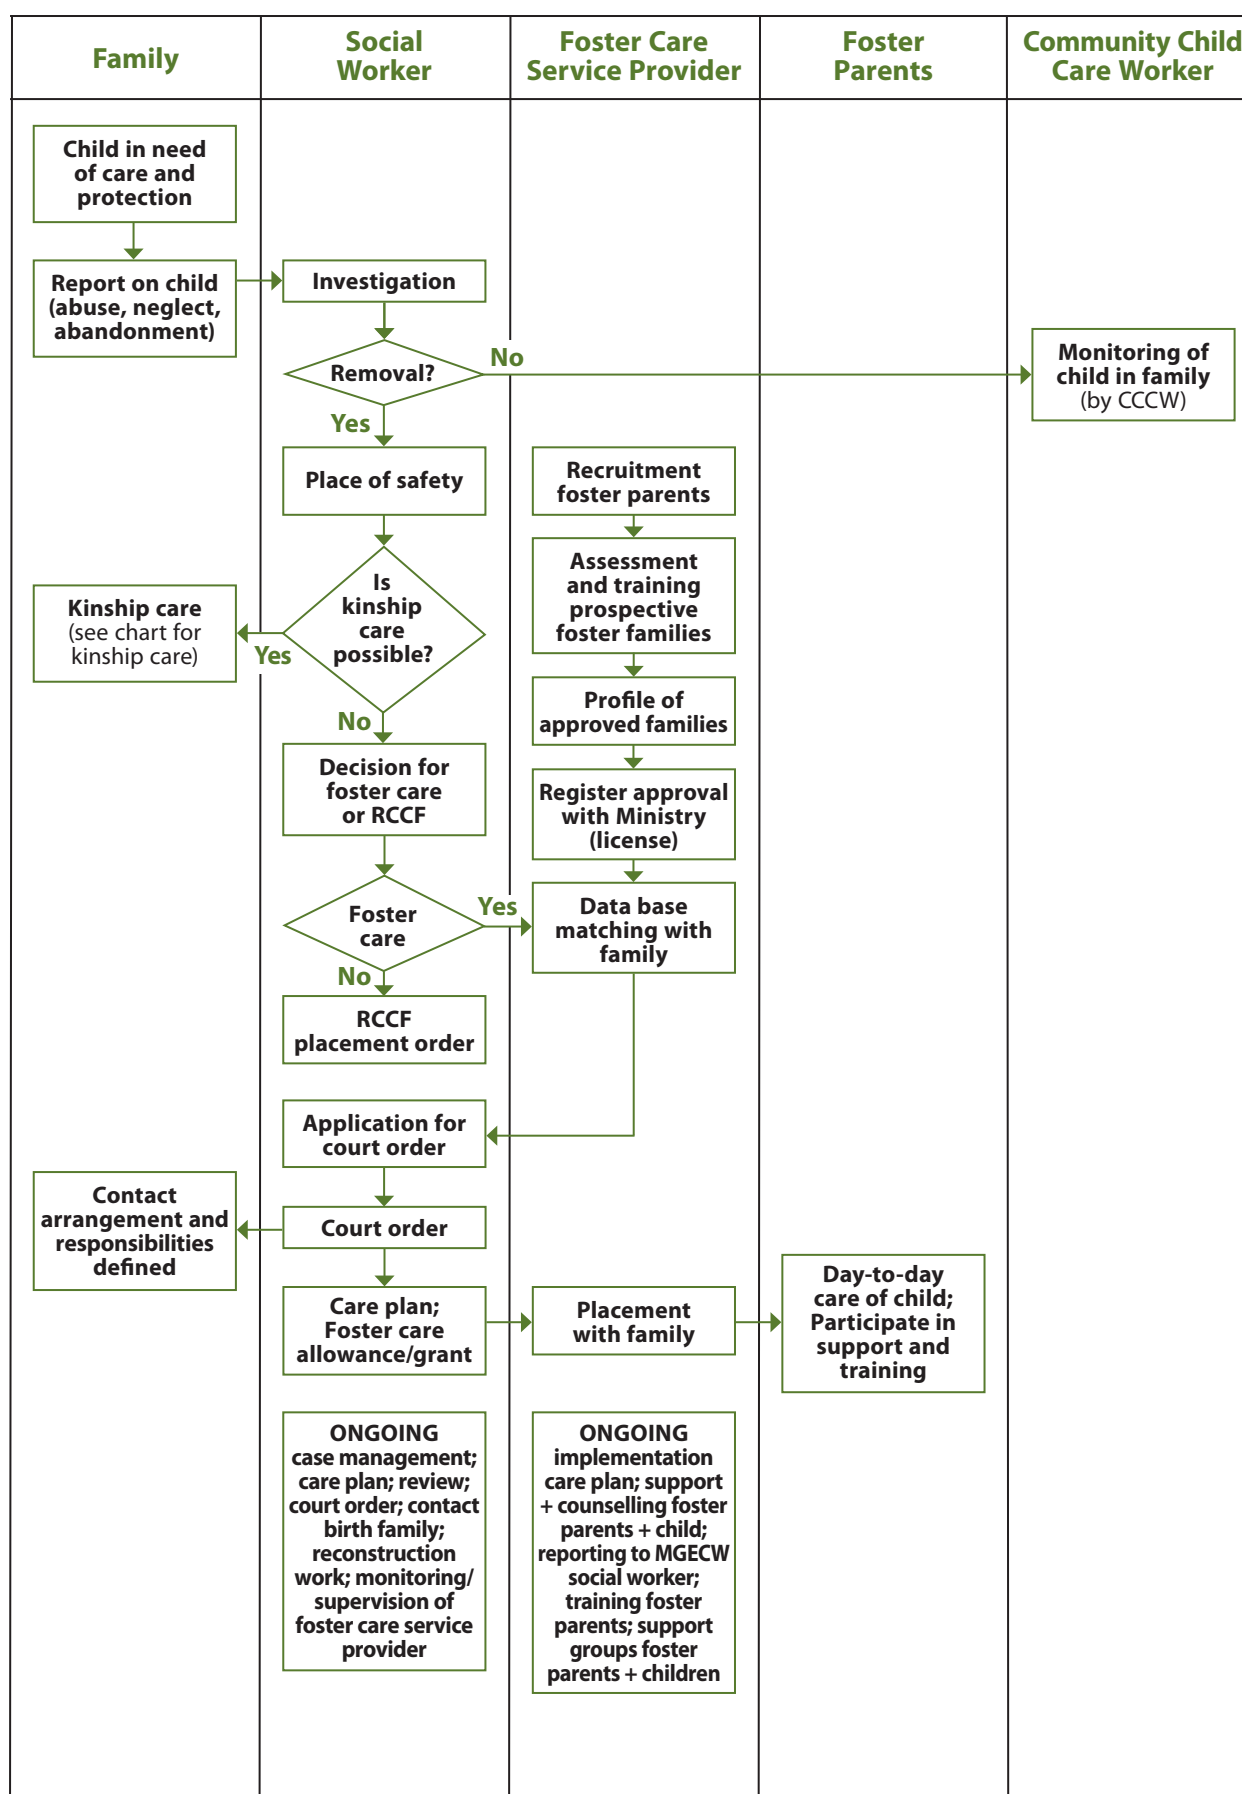 Family
Social
Worker
Foster Care
Service Provider
Foster
Parents
Community Child
Care Worker
Child in need
of care and
protection
Report on child
(abuse, neglect,
abandonment)
Investigation
Removal?
No
Monitoring of
child in family
(by CCCW)
Yes
Place of safety
Recruitment
foster parents
Assessment
and training
prospective
foster families
Is
kinship
care
possible?
Yes
Kinship care
(see chart for
kinship care)
No
Profile of
approved families
Decision for
foster care
or RCCF
Register approval
with Ministry
(license)
Foster
care
Yes
Data base
matching with
family
No
RCCF
placement order
Application for
court order
Contact
arrangement and
responsibilities
defined
Court order
Care plan;
Foster care
allowance/grant
Placement
with family
Day-to-day
care of child;
Participate in
support and
training
ONGOING
case management;
care plan; review;
court order; contact
birth family;
reconstruction
work; monitoring/
supervision of
foster care service
provider
ONGOING
implementation
care plan; support
+ counselling foster
parents + child;
reporting to MGECW
social worker;
training foster
parents; support
groups foster
parents + children